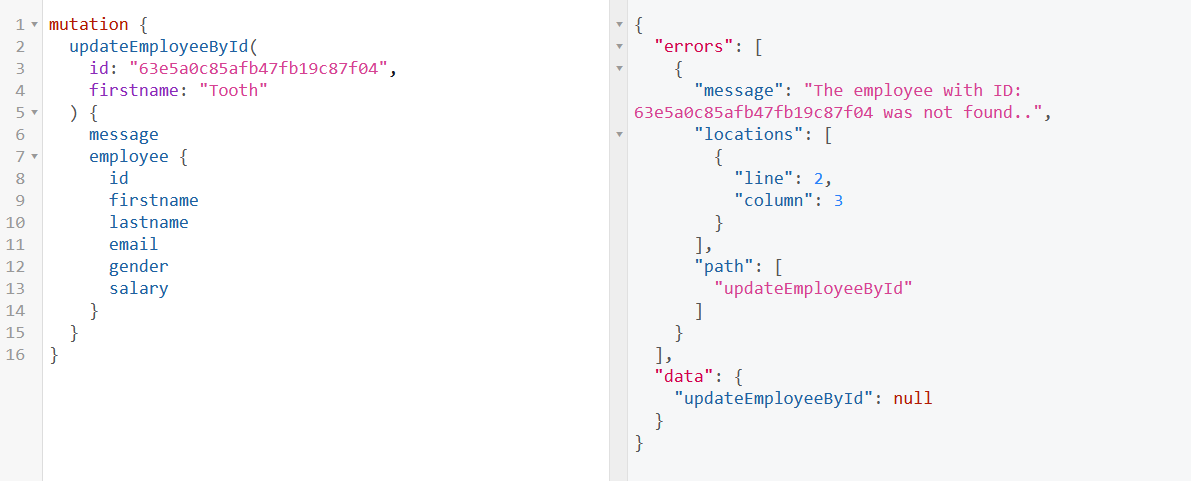 1 mutation {
2 updateEmployeeById(
3 id: "63e5a0c85afb47fb19c87f04",
4 firstname: "Tooth"
5 ) {
6 message
7 employee {
8 id
9 firstname
10 lastname
11 email
12 gender
13 salary
14 }
15 }
16 }
{
"errors": [
{
"message": "The employee with ID:
63e5a0c85afb47fb19c87f04 was not found..",
"locations": [
{
"line": 2,
"column": 3
}
],
"path": [
"updateEmployeeById"
]
}
],
"data": {
"updateEmployeeById": null
}
}